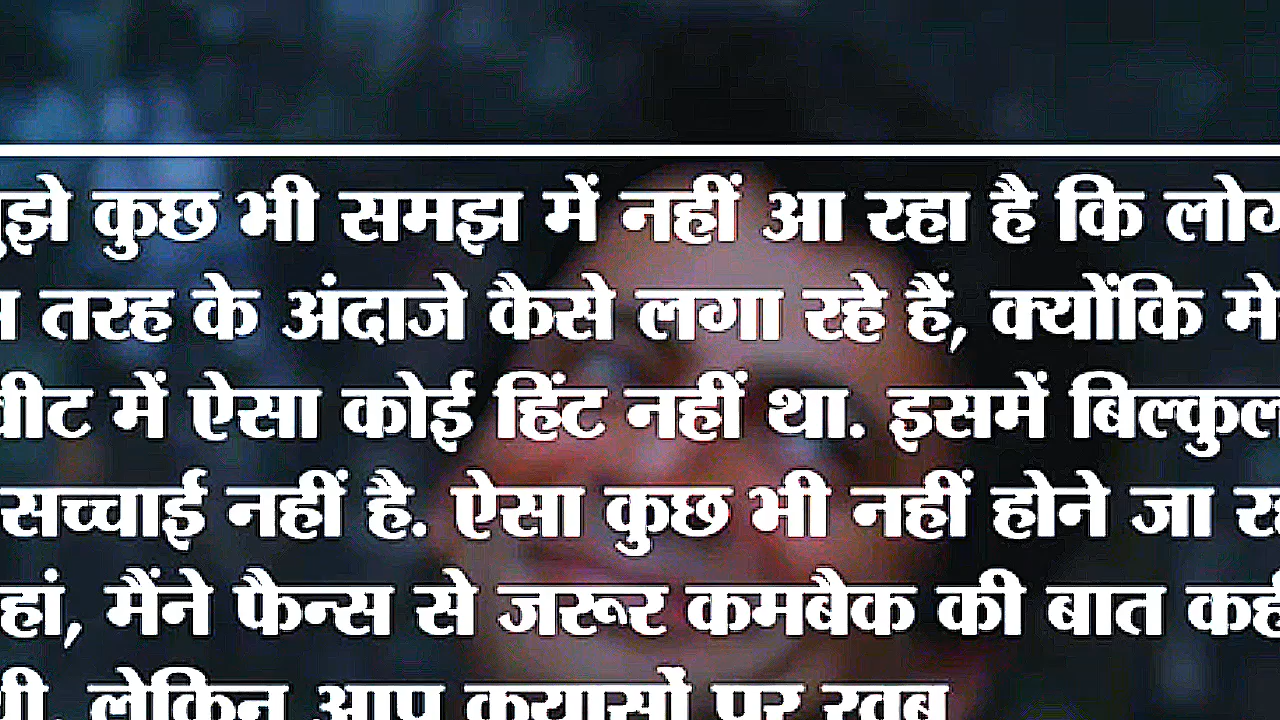 कुछ भी समझ में नहीं आ रहा है कि
तरह के अंदाजे कैसे लगा रहे हैं, क्योंकि
में ऐसा कोई हिंट नहीं था. इसमें बिल्कुल
सच्चाई नहीं है. ऐसा कुछ भी नहीं होने जा
हां, मैंने फैन्स से जरूर कमबैक की बात
लेकिन आप कयासों पर